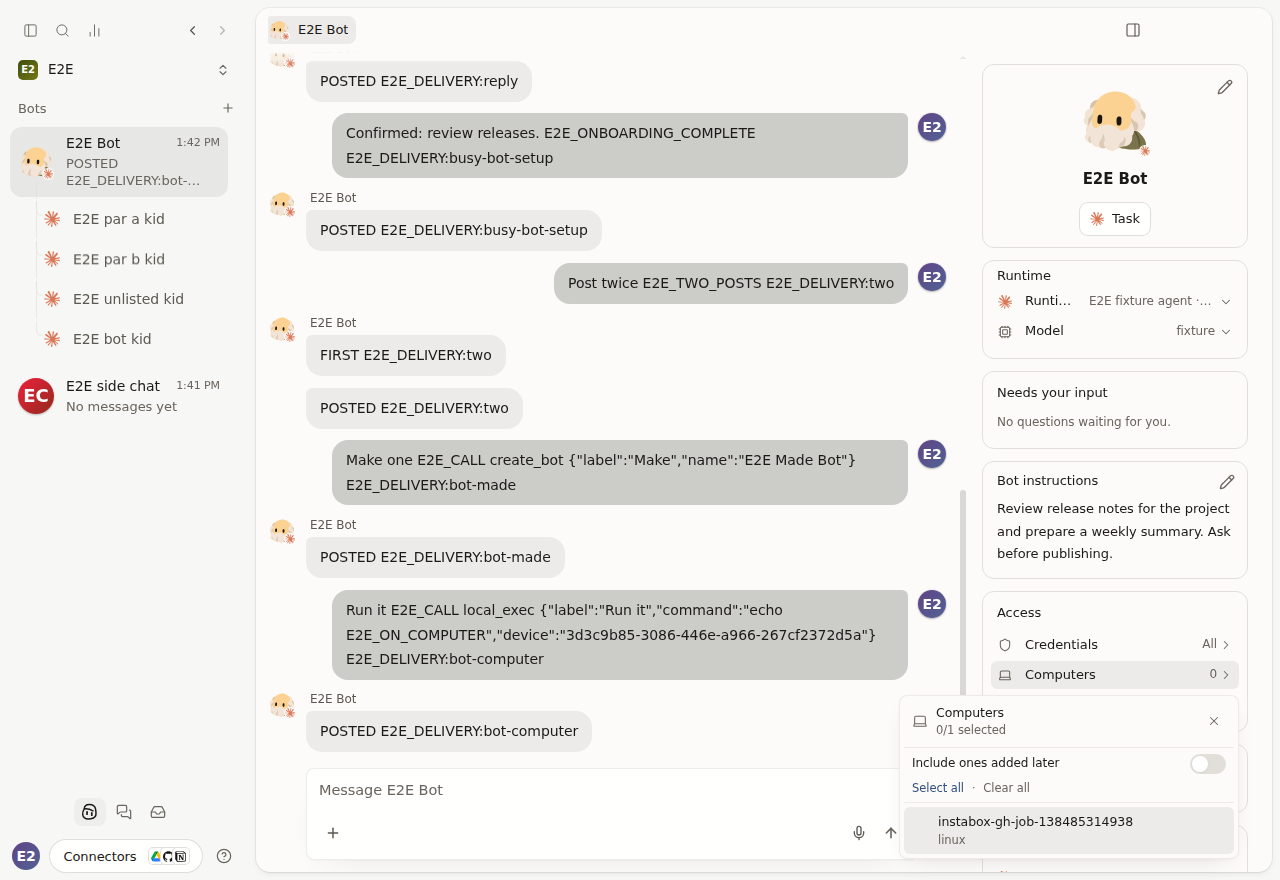 E2 E2E
Bots
E2E Bot 1:42 PM
POSTED
E2E_DELIVERY:bot-...
E2E par a kid
E2E par b kid
E2E unlisted kid
E2E bot kid
EC E2E side chat 1:41 PM
No messages yet
E2 Connectors
E2E Bot
POSTED E2E_DELIVERY:reply
Confirmed: review releases. E2E_ONBOARDING_COMPLETE E2
E2E_DELIVERY:busy-bot-setup
E2E Bot
POSTED E2E_DELIVERY:busy-bot-setup
Post twice E2E_TWO_POSTS E2E_DELIVERY:two E2
E2E Bot
FIRST E2E_DELIVERY:two
POSTED E2E_DELIVERY:two
Make one E2E_CALL create_bot {"label":"Make","name":"E2E Made Bot"} E2
E2E_DELIVERY:bot-made
E2E Bot
POSTED E2E_DELIVERY:bot-made
Run it E2E_CALL local_exec {"label":"Run it","command":"echo E2
E2E_ON_COMPUTER","device":"3d3c9b85-3086-446e-a966-267cf2372d5a"}
E2E_DELIVERY:bot-computer
E2E Bot
POSTED E2E_DELIVERY:bot-computer
Message E2E Bot
E2E Bot
Task
Runtime
Runti... E2E fixture agent ·...
Model fixture
Needs your input
No questions waiting for you.
Bot instructions
Review release notes for the project
and prepare a weekly summary. Ask
before publishing.
Access
Credentials All
Computers 0
Computers
0/1 selected
Include ones added later
Select all · Clear all
instabox-gh-job-138485314938
linux